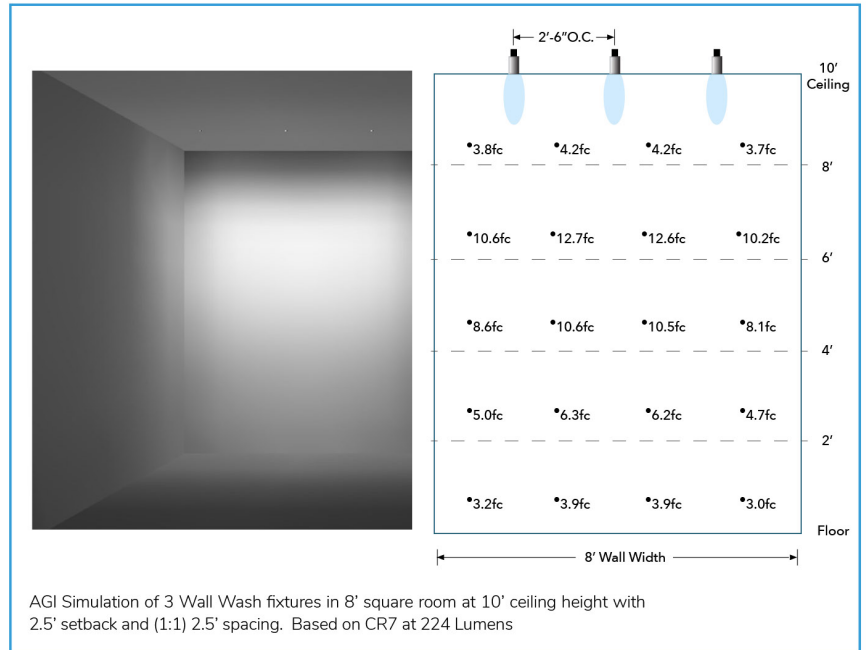 2'-6"O.C.
10'
Ceiling
3.8fc 4.2fc 4.2fc 3.7fc
8'
10.6fc 12.7fc 12.6fc 10.2fc
6'
8.6fc 10.6fc 10.5fc 8.1fc
4'
5.0fc 6.3fc 6.2fc 4.7fc
2'
3.2fc 3.9fc 3.9fc 3.0fc
Floor
8' Wall Width
AGI Simulation of 3 Wall Wash fixtures in 8' square room at 10' ceiling height with
2.5' setback and (1:1) 2.5' spacing.  Based on CR7 at 224 Lumens